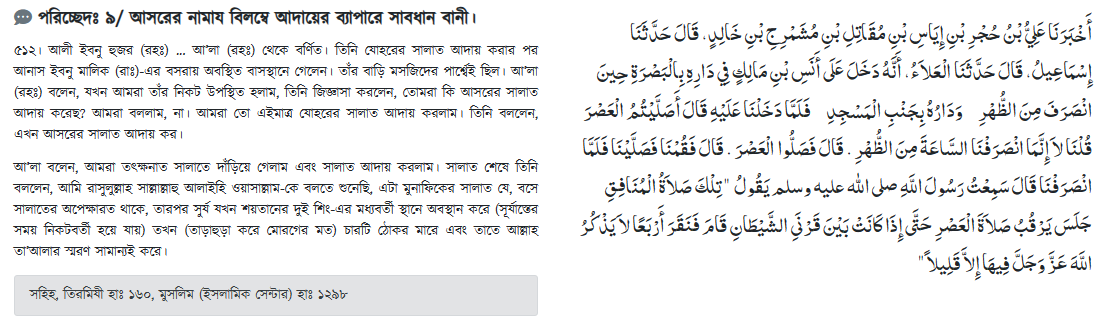 পরিচ্ছেদঃ ৯/ আসরের নামায বিলম্বে আদায়ের ব্যাপারে সাবধান বানী।
৫১২। আলী ইবনু হুজর (রহঃ) ... আ'লা (রহঃ) থেকে বর্ণিত। তিনি যোহরের সালাত আদায় করার পর
আনাস ইবনু মালিক (রাঃ)-এর বসরায় অবস্থিত বাসস্থানে গেলেন। তাঁর বাড়ি মসজিদের পার্শ্বেই ছিল। আ'লা
(রহঃ) বলেন, যখন আমরা তাঁর নিকট উপস্থিত হলাম, তিনি জিজ্ঞাসা করলেন, তোমরা কি আসরের সালাত
আদায় করেছ? আমরা বললাম, না। আমরা তো এইমাত্র যোহরের সালাত আদায় করলাম। তিনি বললেন,
এখন আসরের সালাত আদায় কর।
আ'লা বলেন, আমরা তৎক্ষনাত সালাতে দাঁড়িয়ে গেলাম এবং সালাত আদায় করলাম। সালাত শেষে তিনি
বললেন, আমি রাসুলুল্লাহ সাল্লাল্লাহু আলাইহি ওয়াসাল্লাম-কে বলতে শুনেছি, এটা মুনাফিকের সালাত যে, বসে
সালাতের অপেক্ষারত থাকে, তারপর সুর্য যখন শয়তানের দুই শিং-এর মধ্যবর্তী স্থানে অবস্থান করে (সূর্যাস্তের
সময় নিকটবর্তী হয়ে যায়) তখন (তাড়াহুড়া করে মোরগের মত) চারটি ঠোকর মারে এবং তাতে আল্লাহ
তা'আলার স্মরণ সামান্যই করে।
সহিহ, তিরমিযী হাঃ ১৬০, মুসলিম (ইসলামিক সেন্টার) হাঃ ১২৯৮
أَخْبَرَنَا عَلِيُّ بْنُ حُجْرِ بْنِ إِيَاسِ بْنِ مُقَاتِلِ بْنِ مُشَمْرِجِ بْنِ خَالِدٍ، قَالَ حَدَّثَنَا
إِسْمَاعِيلُ، قَالَ حَدَّثَنَا الْعَلاَءُ، أَنَّهُ دَخَلَ عَلَى أَنَسِ بْنِ مَالِكٍ فِي دَارِهِ بِالْبَصْرَةِ حِينَ
انْصَرَفَ مِنَ الظُّهْرِ وَدَارُهُ بِجَنْبِ الْمَسْجِدِ فَلَمَّا دَخَلْنَا عَلَيْهِ قَالَ أَصَلَّيْتُمُ الْعَصْرَ
قُلْنَا لاَ إِنَّمَا انْصَرَفْنَا السَّاعَةَ مِنَ الظُّهْرِ . قَالَ فَصَلُّوا الْعَصْرَ . قَالَ فَقُمْنَا فَصَلَّيْنَا فَلَمَّا
انْصَرَفْنَا قَالَ سَمِعْتُ رَسُولَ اللَّهِ صلى الله عليه وسلم يَقُولُ " تِلْكَ صَلاَةُ الْمُنَافِقِ
جَلَسَ يَرْقُبُ صَلاَةَ الْعَصْرِ حَتَّى إِذَا كَانَتْ بَيْنَ قَرْنَىِ الشَّيْطَانِ قَامَ فَنَقَرَ أَرْبَعًا لاَ يَذْكُرُ
اللَّهَ عَزَّ وَجَلَّ فِيهَا إِلاَّ قَلِيلاً "